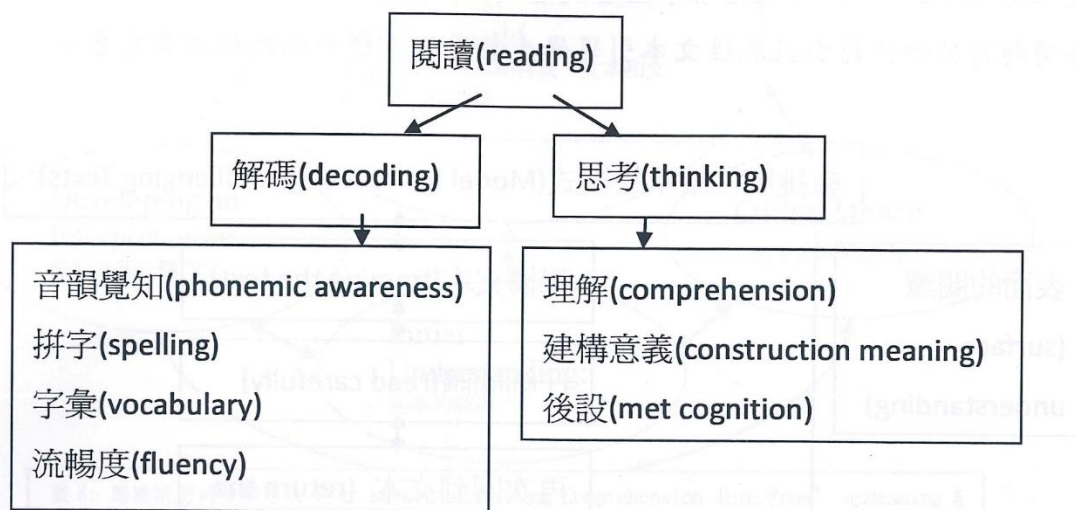 閱讀(reading)
解碼(decoding)
思考(thinking)
音韻覺知(phonemic awareness)
拼字(spelling)
字彙(vocabulary)
流暢度(fluency)
理解(comprehension)
建構意義(construction meaning)
後設(met cognition)